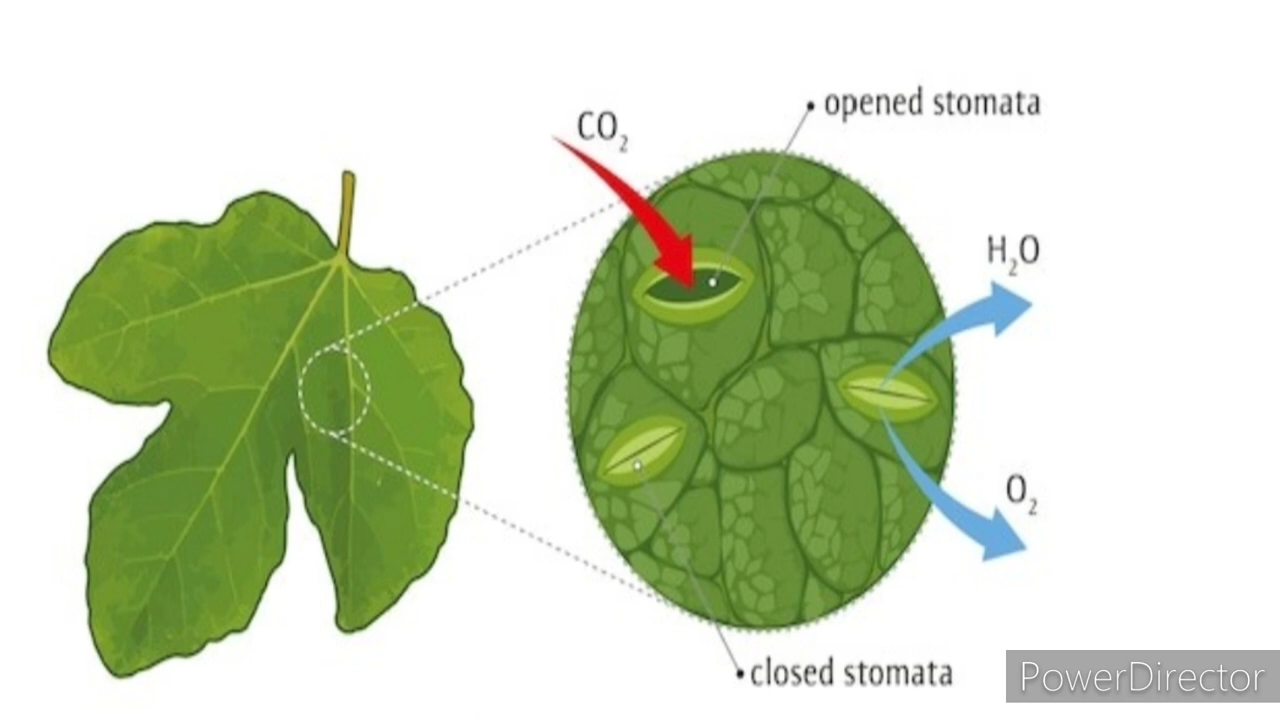 opened stomata
CO₂
H₂O
O₂
closed stomata
PowerDirector